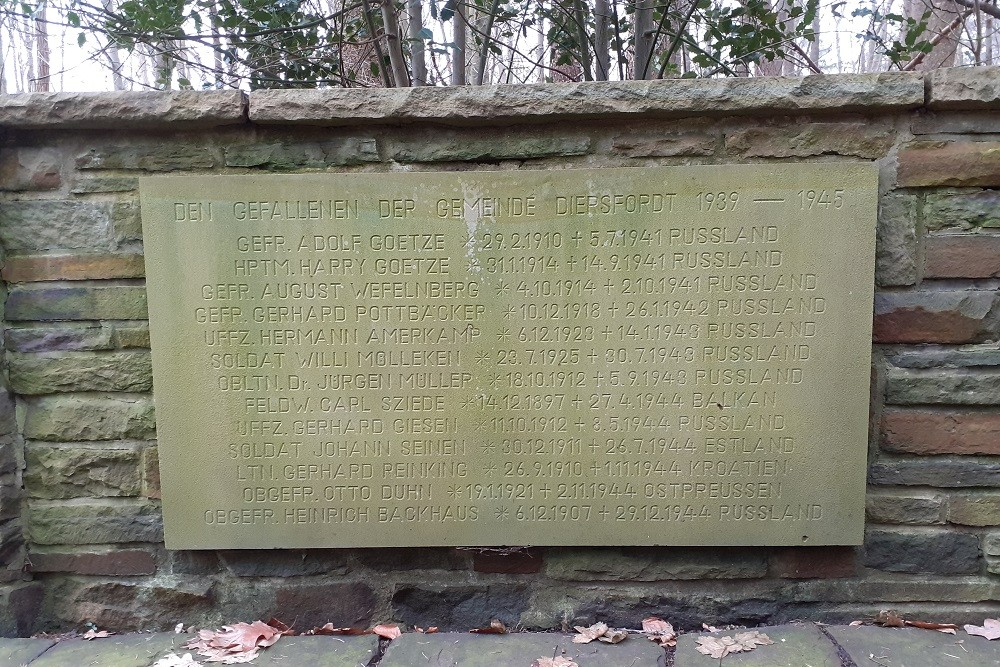 DEN GEFALLENEN DER GEMEINDE DIERSFORDT 1939 — 1945
GEFR. ADOLF GOETZE * 29.2.1910 + 5.7.1941 RUSSLAND
HPTM. HARRY GOETZE * 31.1.1914 + 14.9.1941 RUSSLAND
GEFR. AUGUST WEFELNBERG * 4.10.1914 + 2.10.1941 RUSSLAND
GEFR. GERHARD POTTBÄCKER * 10.12.1918 + 26.1.1942 RUSSLAND
UFFZ. HERMANN AMERKAMP * 6.12.1923 + 14.1.1943 RUSSLAND
SOLDAT WILLI MÖLLEKEN * 23.7.1925 + 30.7.1943 RUSSLAND
OBLTN. Dr. JÜRGEN MÜLLER * 18.10.1912 + 5.9.1943 RUSSLAND
FELDW. CARL SZIEDE * 14.12.1897 + 27.4.1944 BALKAN
UFFZ. GERHARD GIESEN * 11.10.1912 + 8.5.1944 RUSSLAND
SOLDAT JOHANN SEINEN * 30.12.1911 + 26.7.1944 ESTLAND
LTN. GERHARD REINKING * 26.9.1910 + 1.11.1944 KROATIEN
OBGEFR. OTTO DUHN * 19.1.1921 + 2.11.1944 OSTPREUSSEN
OBGEFR. HEINRICH BACKHAUS * 6.12.1907 + 29.12.1944 RUSSLAND